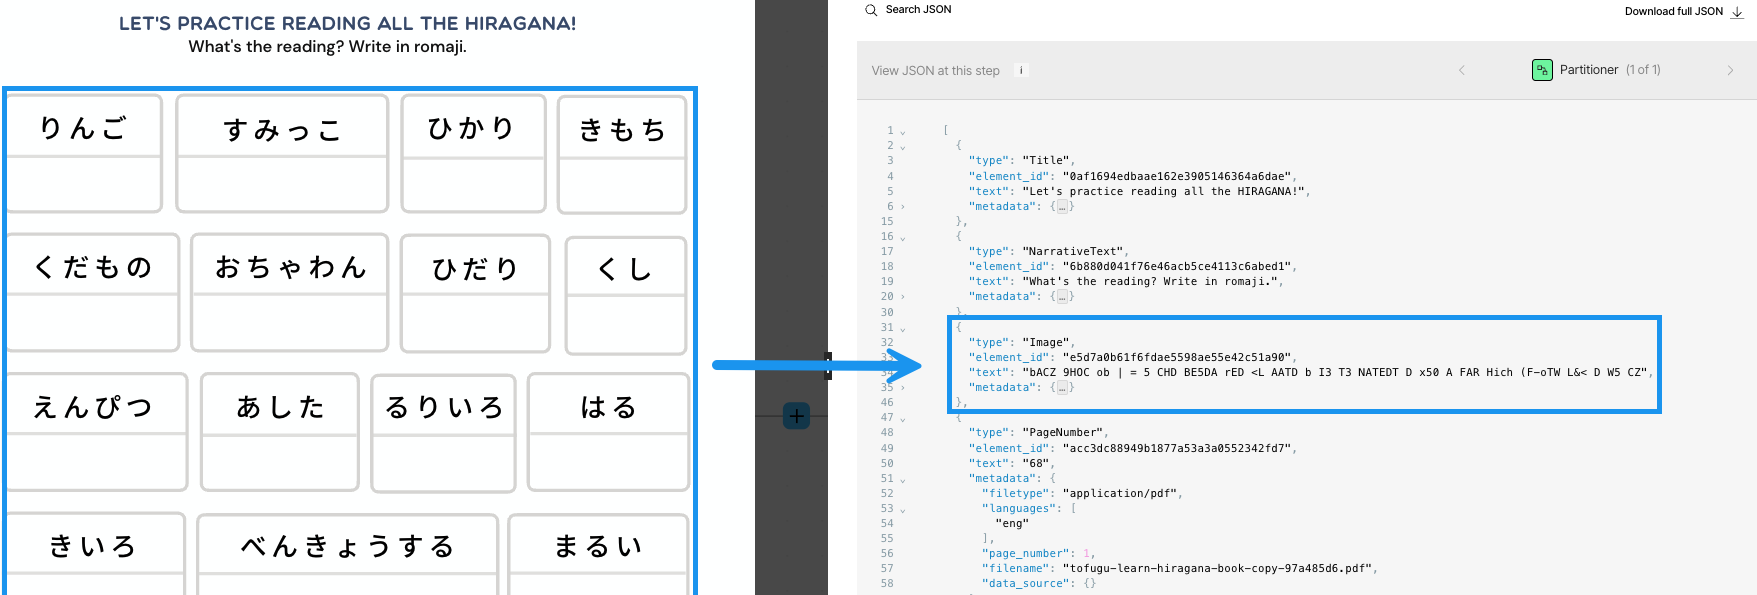 LET'S PRACTICE READING ALL THE HIRAGANA!
What's the reading? Write in romaji.
りんご すみっこ ひかり きもち
くだもの おちゃわん ひだり くし
えんぴつ あした るりいろ はる
きいろ べんきょうする まるい
Search JSON
Download full JSON
View JSON at this step i
Partitioner (1 of 1)
1 [
2 {
3 "type": "Title",
4 "element_id": "0af1694edbaae162e3905146364a6dae",
5 "text": "Let's practice reading all the HIRAGANA!",
6 "metadata": {…}
15 },
16 {
17 "type": "NarrativeText",
18 "element_id": "6b880d041f76e46acb5ce4113c6abed1",
19 "text": "What's the reading? Write in romaji.",
20 "metadata": {…}
30 },
31 {
32 "type": "Image",
33 "element_id": "e5d7a0b61f6fdae5598ae55e42c51a90",
34 "text": "bACZ 9HOC ob | = 5 CHD BE5DA rED <L AATD b I3 T3 NATEDT D x50 A FAR Hich (F-oTW L&< D W5 CZ",
35 "metadata": {…}
46 },
47 {
48 "type": "PageNumber",
49 "element_id": "acc3dc88949b1877a53a3a0552342fd7",
50 "text": "68",
51 "metadata": {
52 "filetype": "application/pdf",
53 "languages": [
54 "eng"
55 ],
56 "page_number": 1,
57 "filename": "tofugu-learn-hiragana-book-copy-97a485d6.pdf",
58 "data_source": {}